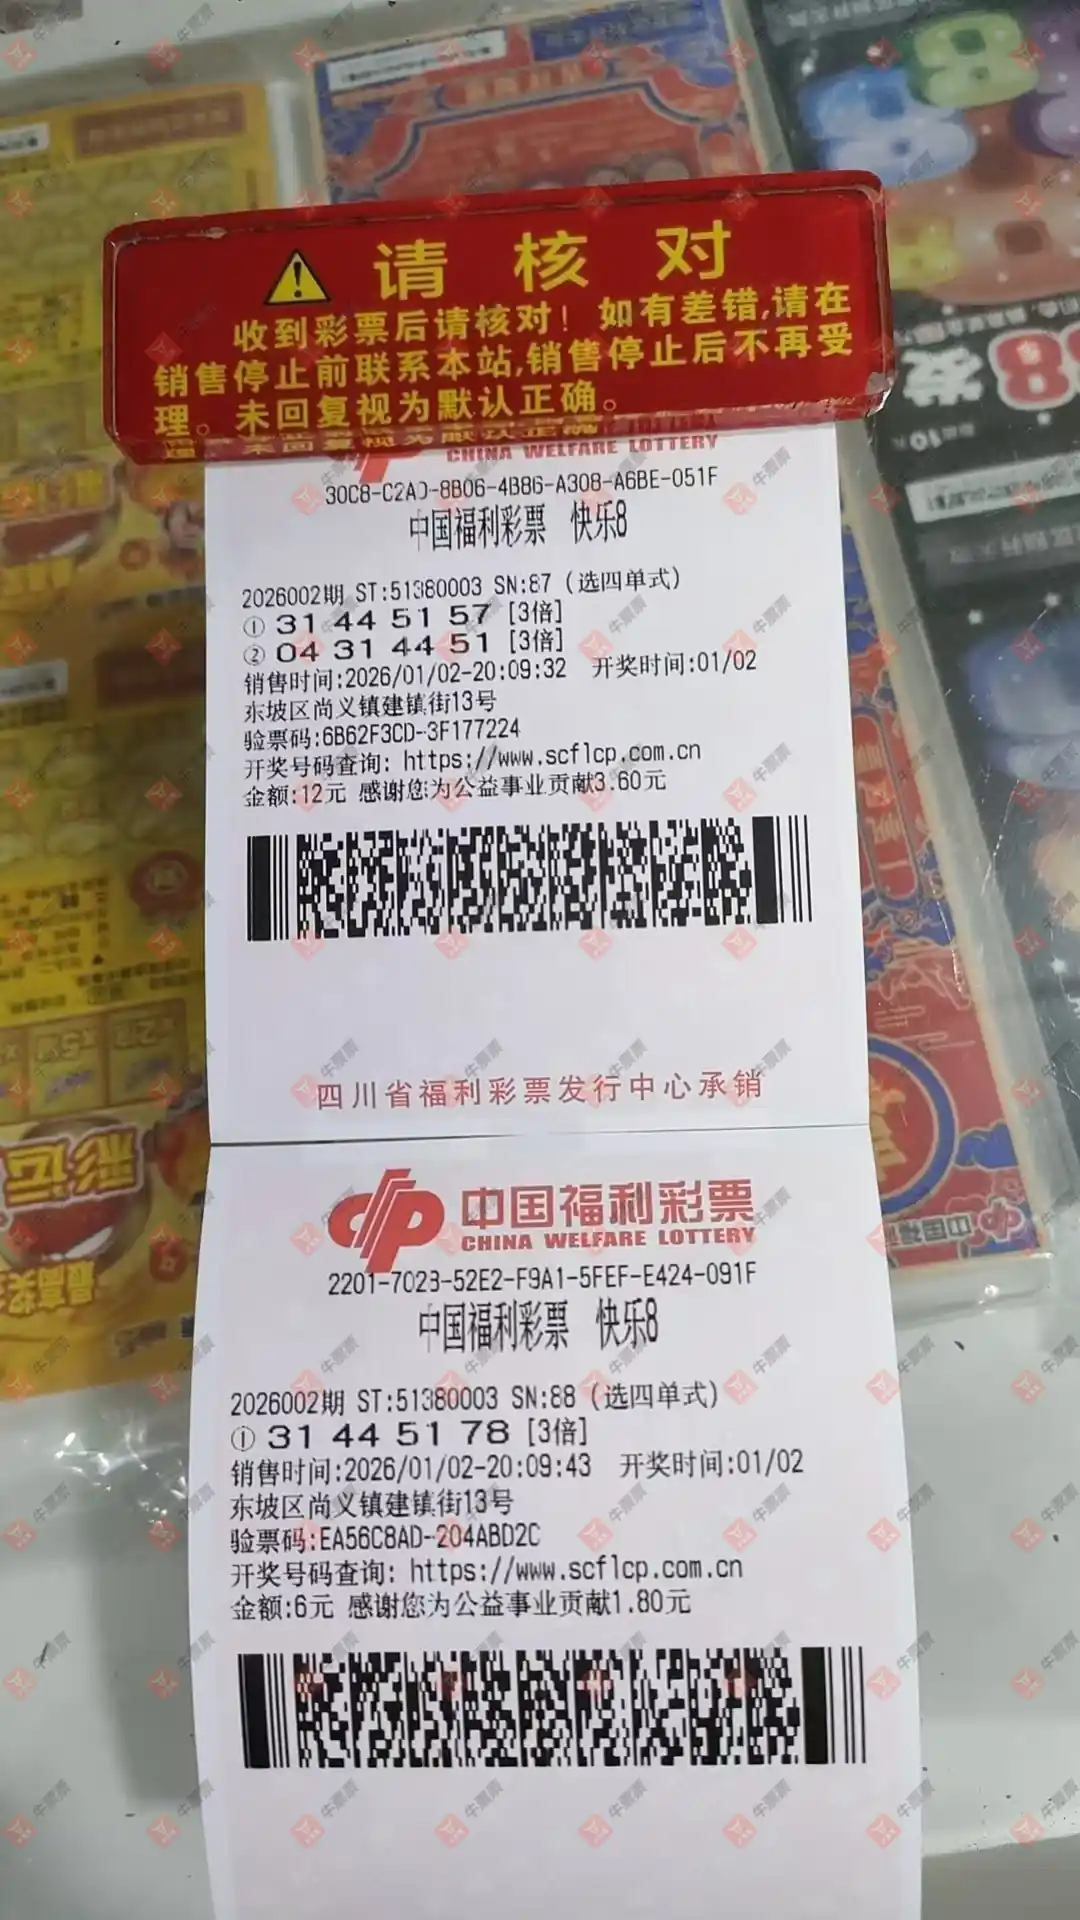 请核对
收到彩票后请核对！如有差错,请在
销售停止前联系本站,销售停止后不再受
理。未回复视为默认正确。
CHINA WELFARE LOTTERY
30C8-C2AD-8B06-4B86-A308-A6BE-051F
中国福利彩票 快乐8
2026002期 ST:51380003 SN:87 (选四单式)
① 31 44 51 57 [3倍]
② 04 31 44 51 [3倍]
销售时间:2026/01/02-20:09:32 开奖时间:01/02
东坡区尚义镇建镇街13号
验票码:6B62F3CD-3F177224
开奖号码查询: https://www.scflcp.com.cn
金额:12元 感谢您为公益事业贡献3.60元
四川省福利彩票发行中心承销
中国福利彩票
CHINA WELFARE LOTTERY
2201-702B-52E2-F9A1-5FEF-E424-091F
中国福利彩票 快乐8
2026002期 ST:51380003 SN:88 (选四单式)
① 31 44 51 78 [3倍]
销售时间:2026/01/02-20:09:43 开奖时间:01/02
东坡区尚义镇建镇街13号
验票码:EA56C8AD-204ABD2C
开奖号码查询: https://www.scflcp.com.cn
金额:6元 感谢您为公益事业贡献1.80元
彩运
最高奖
牛票票